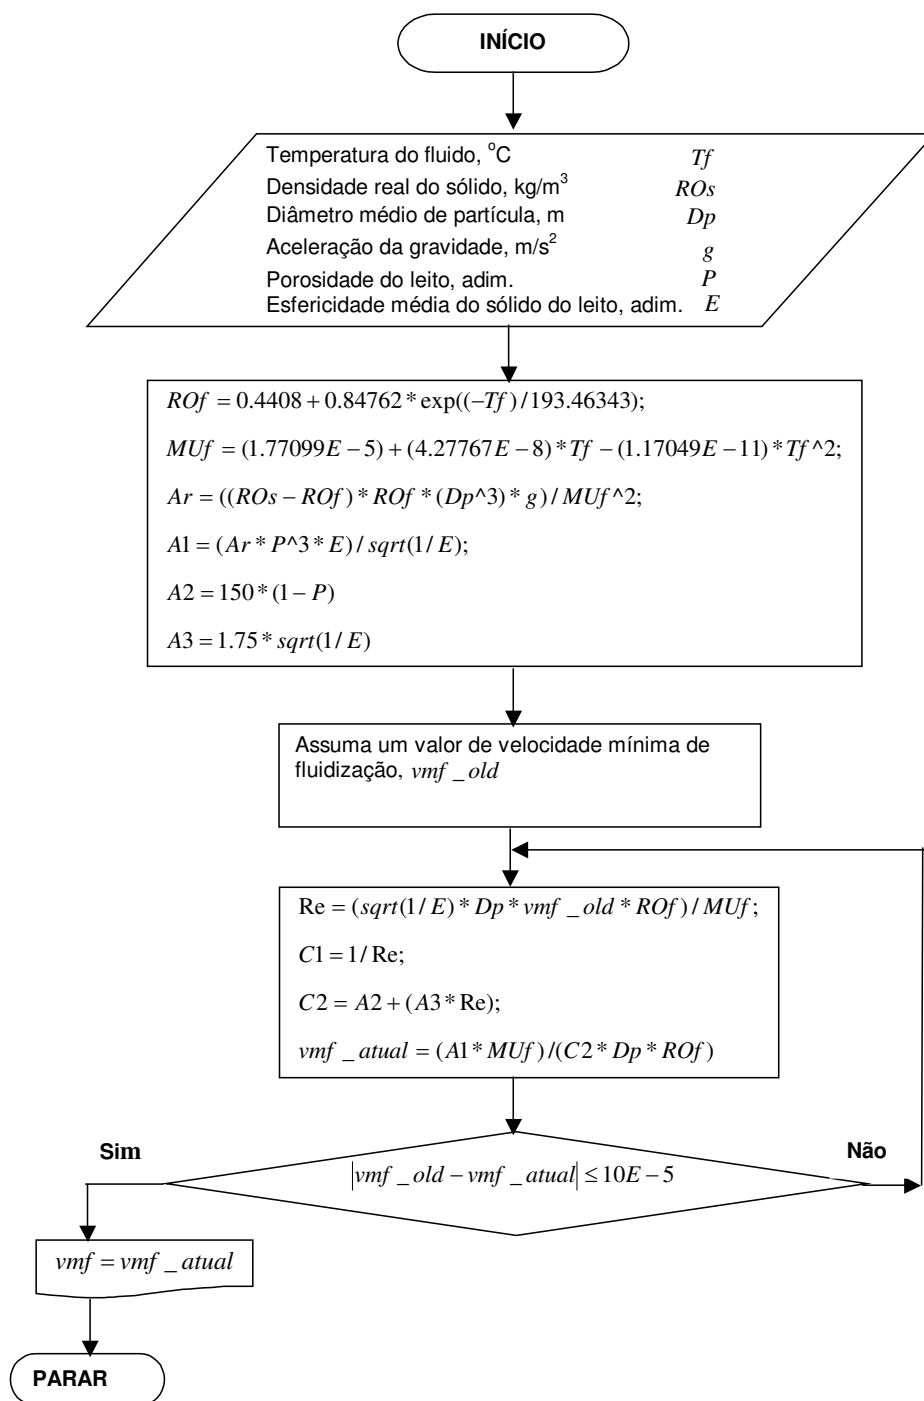 INÍCIO
Temperatura do fluido, °C Tf
Densidade real do sólido, kg/m³ ROs
Diâmetro médio de partícula, m Dp
Aceleração da gravidade, m/s² g
Porosidade do leito, adim. P
Esfericidade média do sólido do leito, adim. E
ROf = 0.4408 + 0.84762 * exp((−Tf) / 193.46343);
MUf = (1.77099E − 5) + (4.27767E − 8) * Tf − (1.17049E − 11) * Tf ^ 2;
Ar = ((ROs − ROf) * ROf * (Dp^3) * g) / MUf ^ 2;
A1 = (Ar * P^3 * E) / sqrt(1/ E);
A2 = 150 * (1 − P)
A3 = 1.75 * sqrt(1/ E)
Assuma um valor de velocidade mínima de
fluidização, vmf _ old
Re = (sqrt(1/ E) * Dp * vmf _ old * ROf) / MUf;
C1 = 1/ Re;
C2 = A2 + (A3 * Re);
vmf _ atual = (A1 * MUf) /(C2 * Dp * ROf)
Sim
Não
|vmf _ old − vmf _ atual| ≤ 10E − 5
vmf = vmf _ atual
PARAR